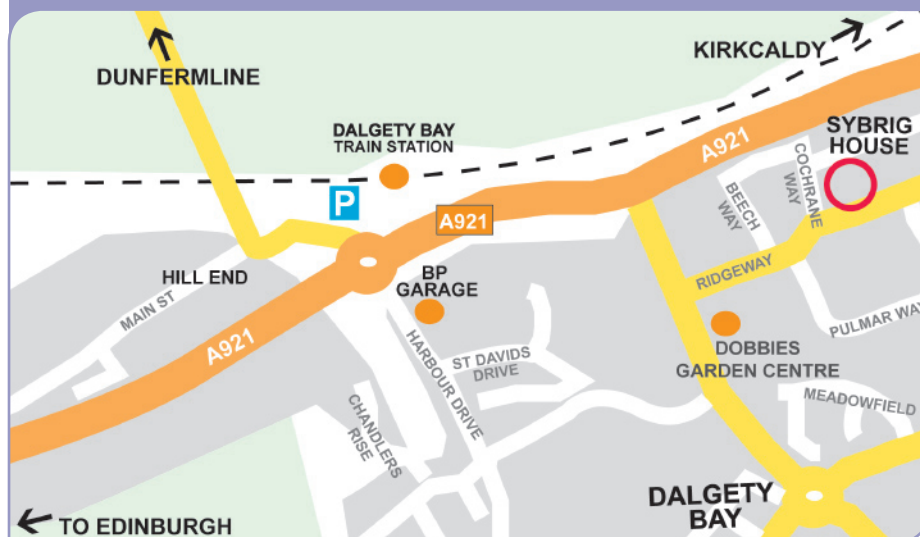 KIRKCALDY
DUNFERMLINE
DALGETY BAY
TRAIN STATION
SYBRIG
HOUSE
A921
COCHRANE
WAY
BEECH
WAY
P
A921
RIDGEWAY
HILL END
BP
GARAGE
MAIN ST
A921
HARBOUR DRIVE
ST DAVIDS
DRIVE
PULMAR WAY
DOBBIES
GARDEN CENTRE
MEADOWFIELD
CHANDLERS
RISE
DALGETY
BAY
TO EDINBURGH